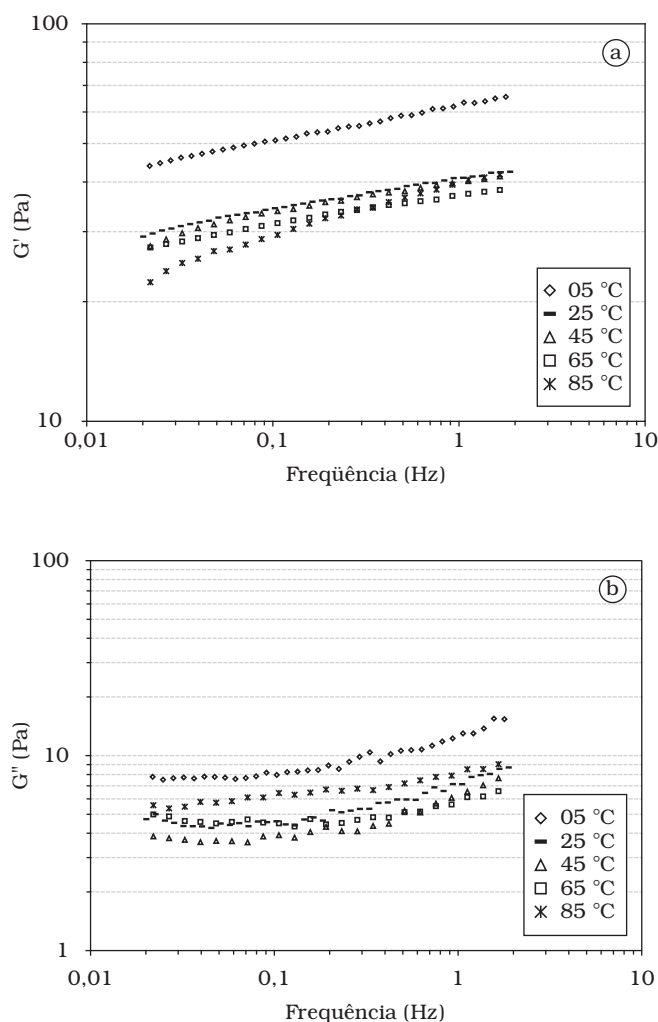 100
a
G' (Pa)
05 °C
25 °C
45 °C
65 °C
85 °C
10
0,01
0,1
1
10
Freqüência (Hz)
100
b
G" (Pa)
10
05 °C
25 °C
45 °C
65 °C
85 °C
1
0,01
0,1
1
10
Frequência (Hz)